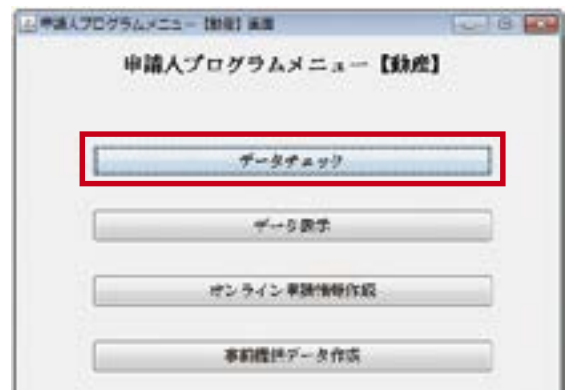 申請人プログラムメニュー【動産】画面
申請人プログラムメニュー【動産】
データチェック
データ表示
オンライン申請情報作成
事前提供データ作成